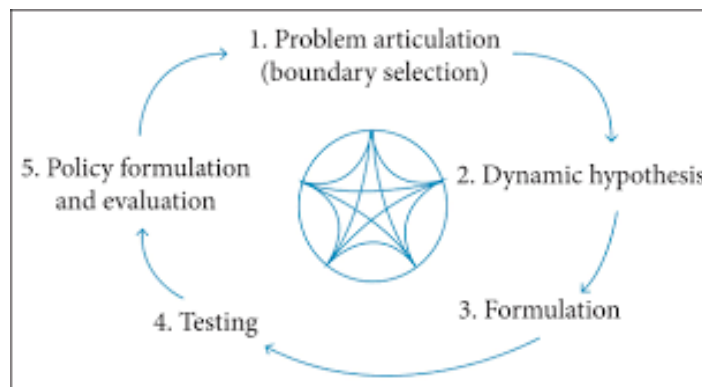 1. Problem articulation
(boundary selection)
2. Dynamic hypothesis
3. Formulation
4. Testing
5. Policy formulation
and evaluation